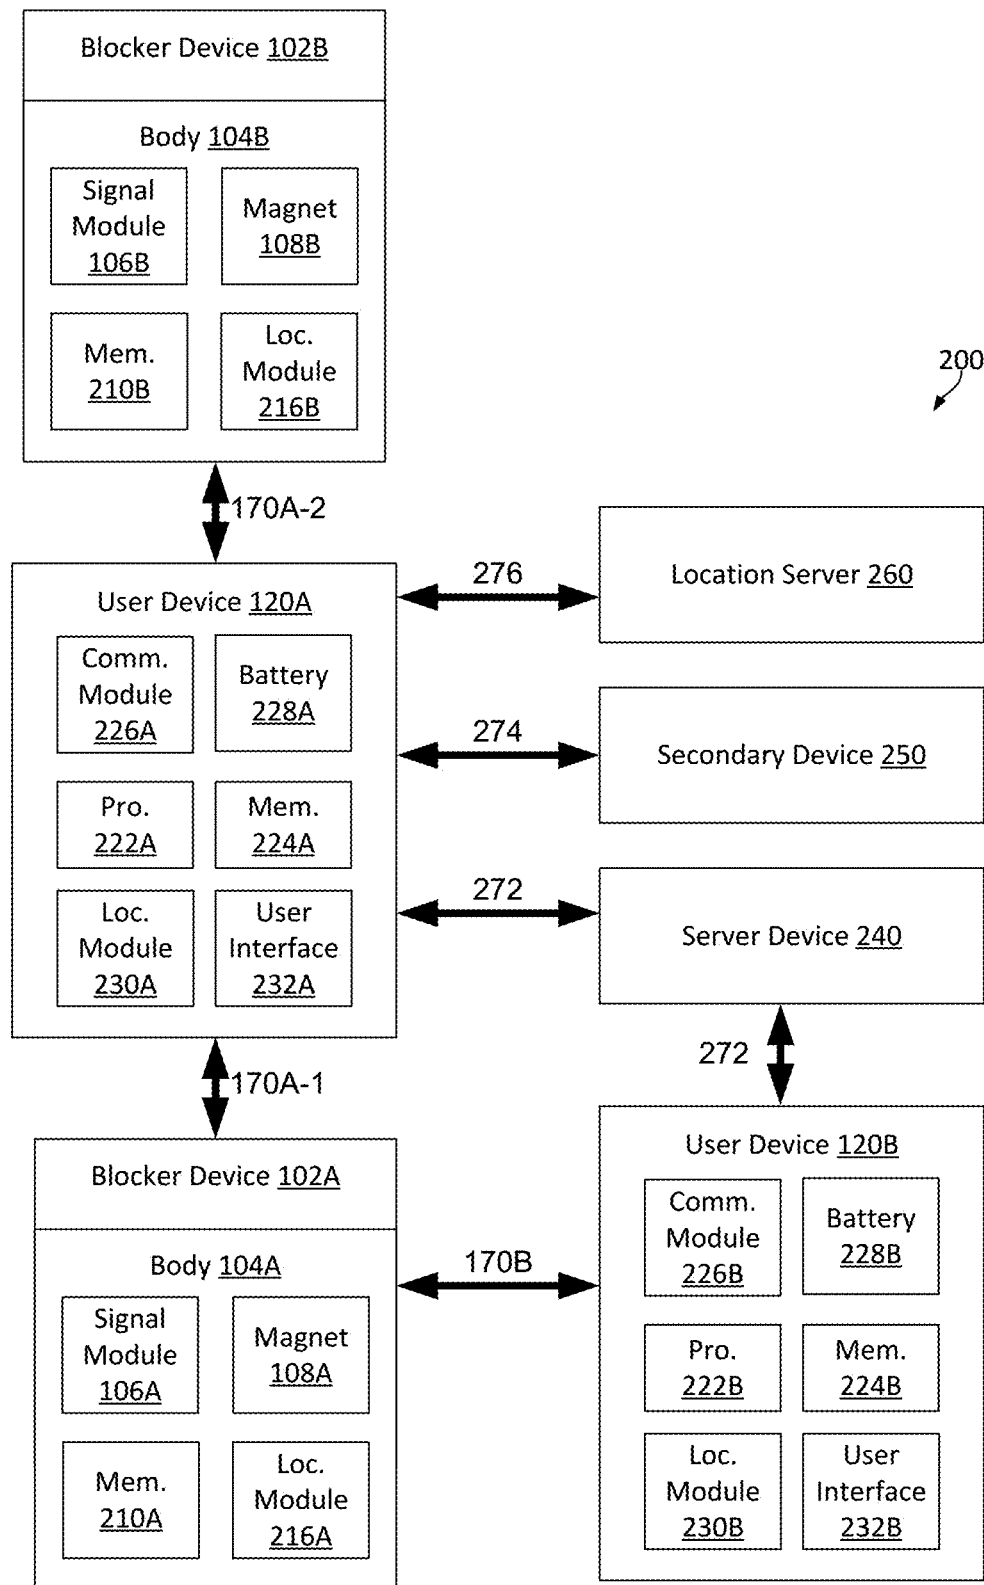 Blocker Device 102B
Body 104B
Signal
Module
106B
Magnet
108B
Mem.
210B
Loc.
Module
216B
200
170A-2
User Device 120A
Comm.
Module
226A
Battery
228A
Pro.
222A
Mem.
224A
Loc.
Module
230A
User
Interface
232A
276
Location Server 260
274
Secondary Device 250
272
Server Device 240
272
170A-1
Blocker Device 102A
Body 104A
Signal
Module
106A
Magnet
108A
Mem.
210A
Loc.
Module
216A
170B
User Device 120B
Comm.
Module
226B
Battery
228B
Pro.
222B
Mem.
224B
Loc.
Module
230B
User
Interface
232B